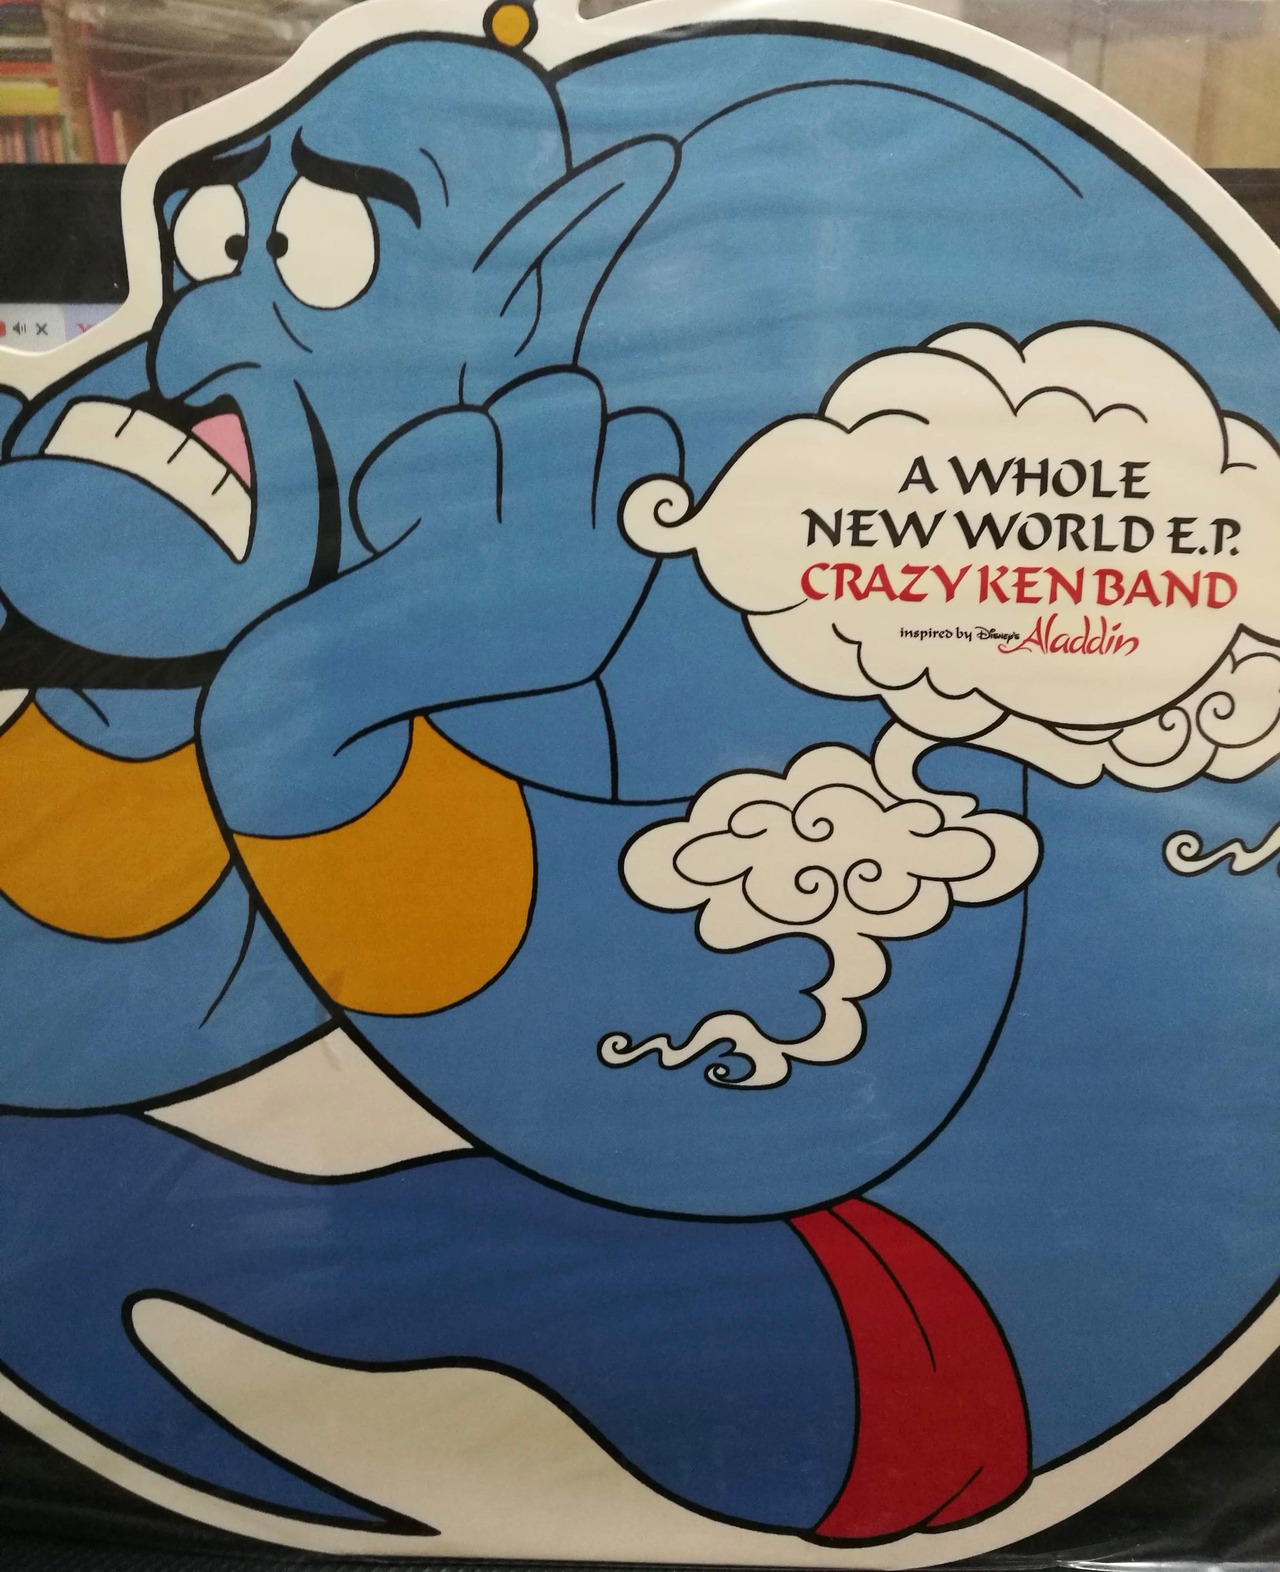 A WHOLE
NEW WORLD E.P.
CRAZY KEN BAND
inspired by Disney's Aladdin